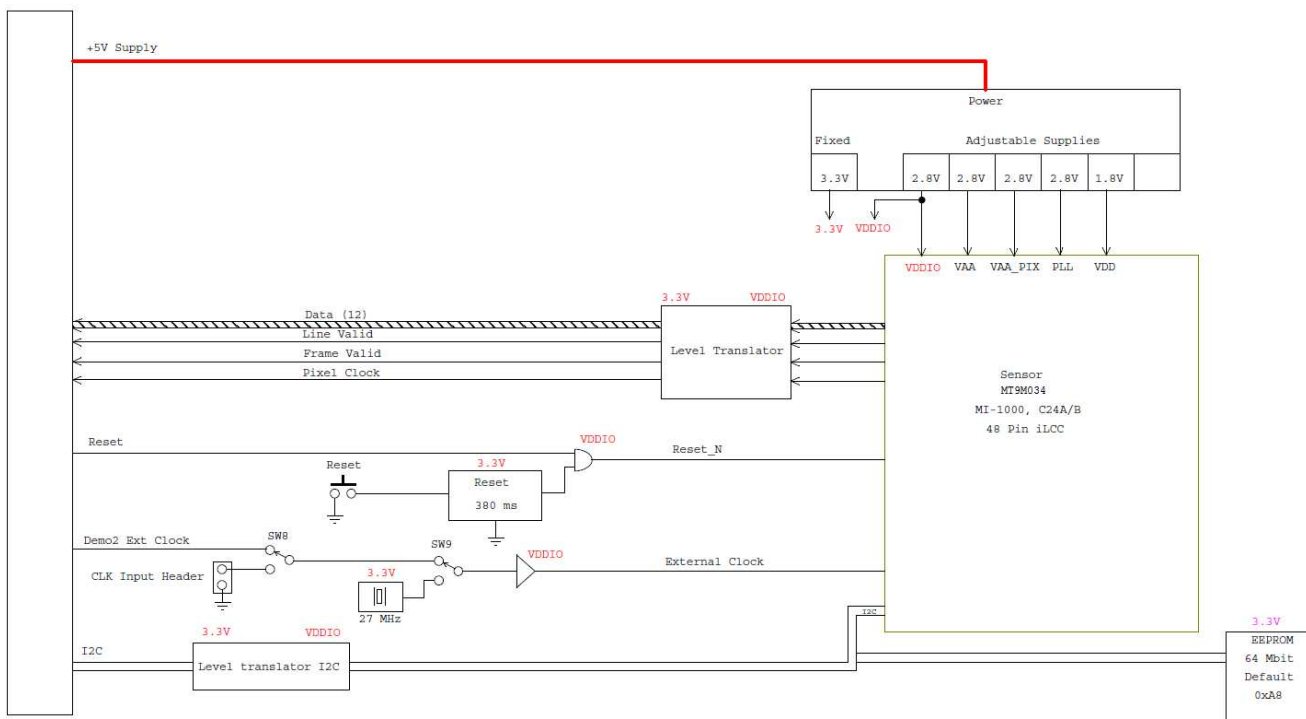 +5V Supply
Power
Fixed
Adjustable Supplies
3.3V
2.8V
2.8V
2.8V
2.8V
1.8V
3.3V
VDDIO
VDDIO
VAA
VAA_PIX
PLL
VDD
3.3V
VDDIO
Level Translator
Data (12)
Line Valid
Frame Valid
Pixel Clock
Sensor
MT9M034
MI-1000, C24A/B
48 Pin iLCC
Reset
VDDIO
Reset_N
Reset
3.3V
Reset
380 ms
Demo2 Ext Clock
SW8
SW9
VDDIO
External Clock
CLK Input Header
3.3V
27 MHz
I2C
3.3V
VDDIO
I2C
Level translator I2C
3.3V
EEPROM
64 Mbit
Default
0xA8